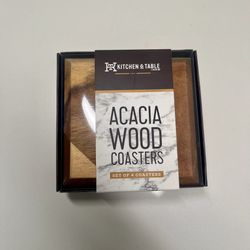 KITCHEN & TABLE
ACACIA
WOOD
COASTERS
SET OF 4 COASTERS